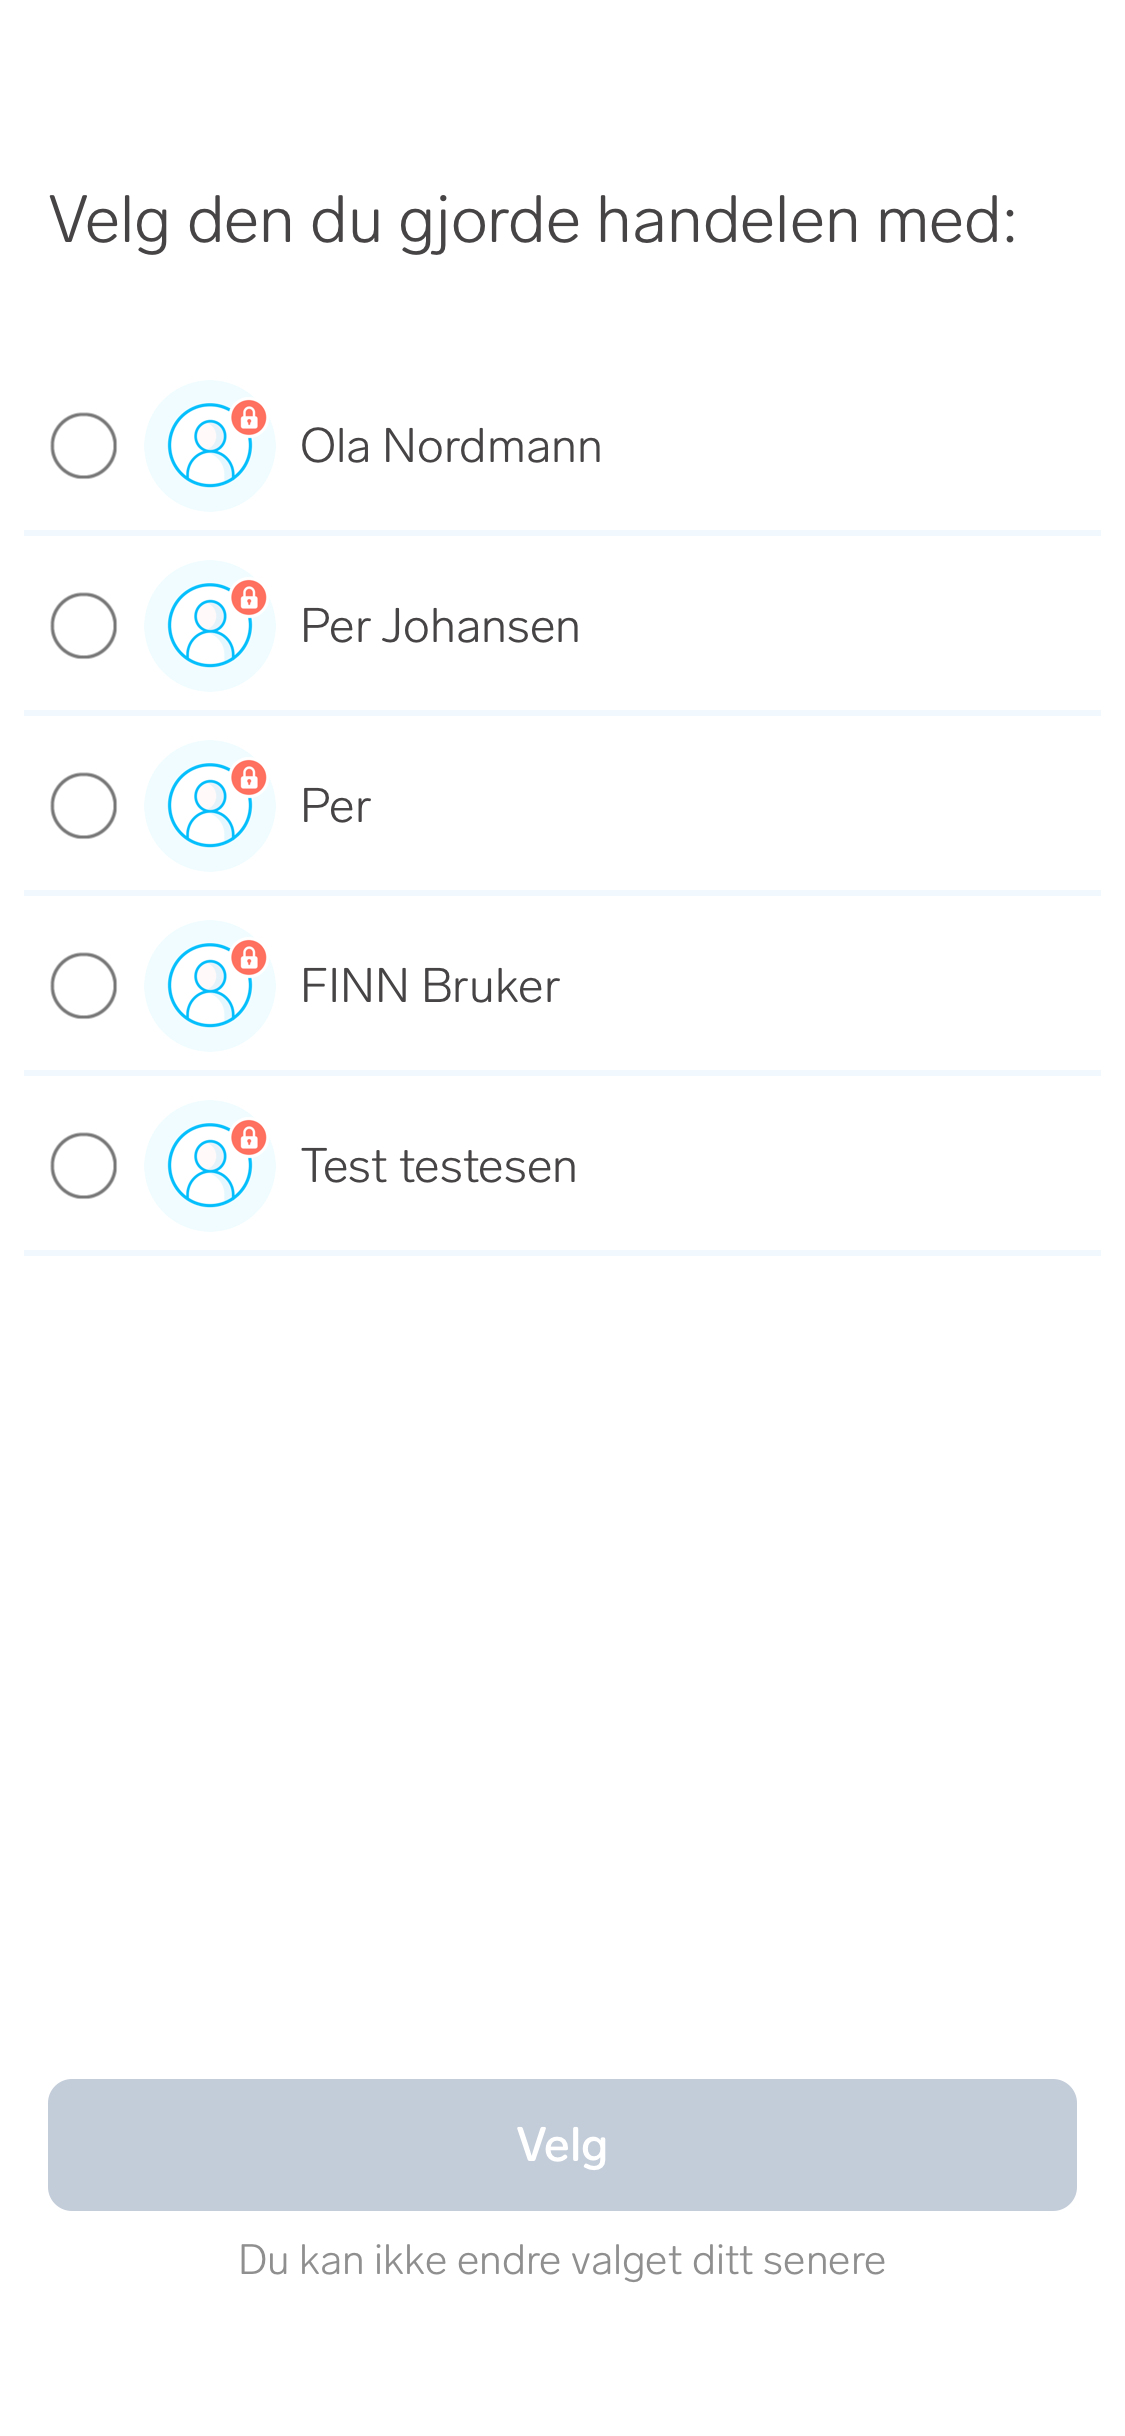 Velg den du gjorde handelen med:
Ola Nordmann
Per Johansen
Per
FINN Bruker
Test testesen
Velg
Du kan ikke endre valget ditt senere